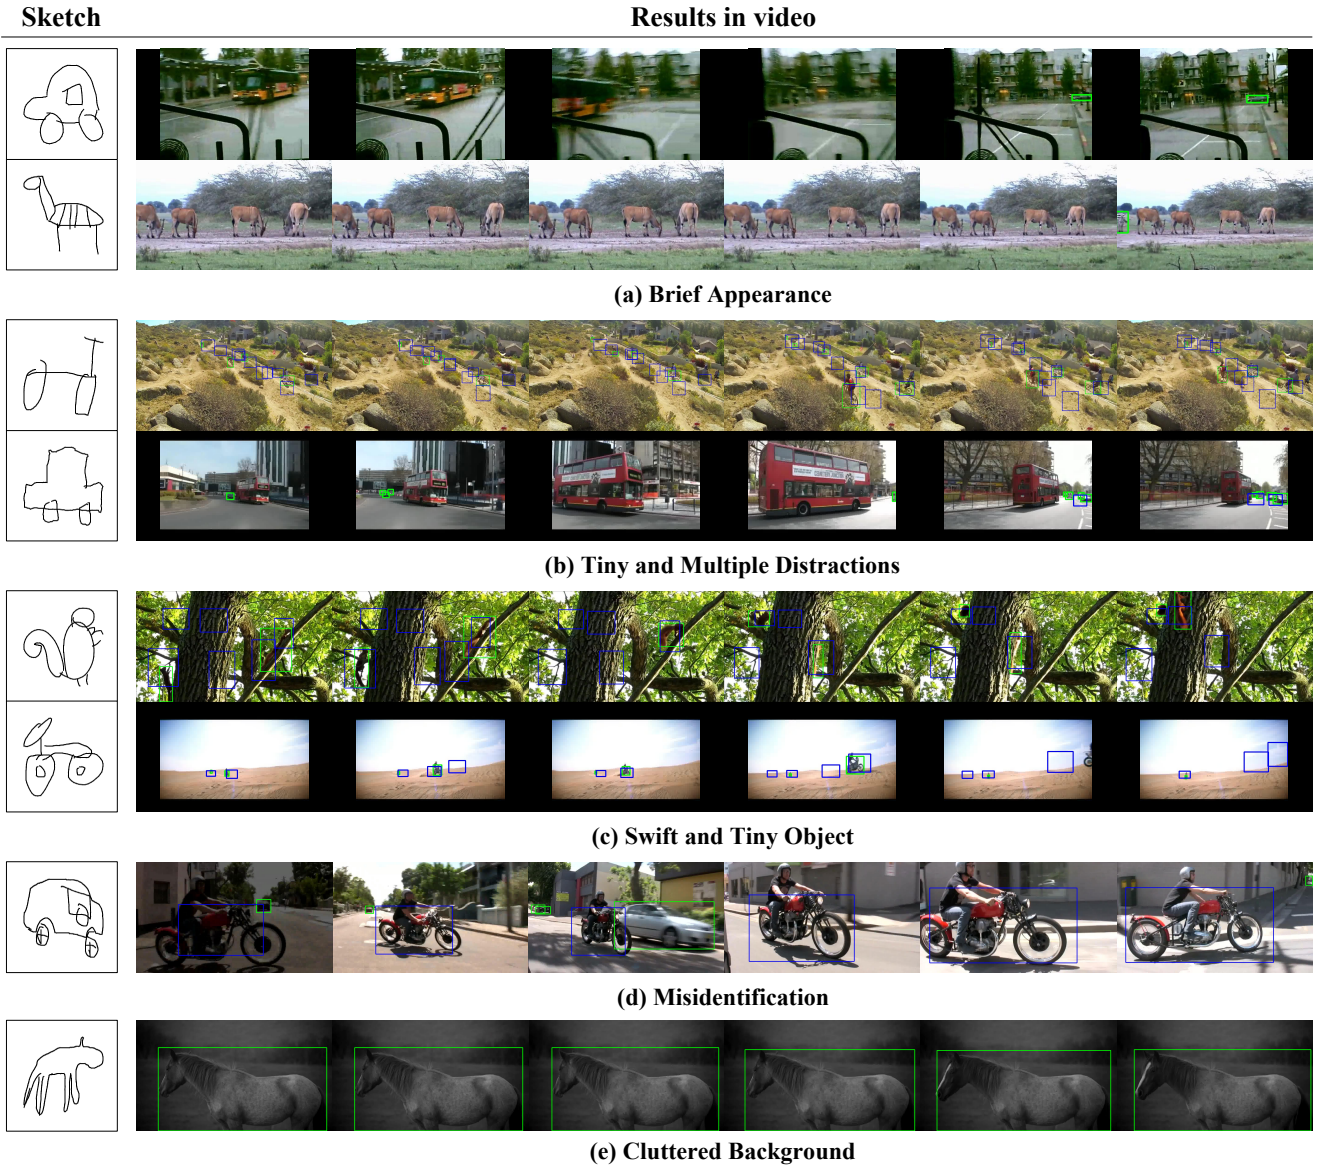 Sketch
Results in video
(a) Brief Appearance
(b) Tiny and Multiple Distractions
(c) Swift and Tiny Object
(d) Misidentification
(e) Cluttered Background